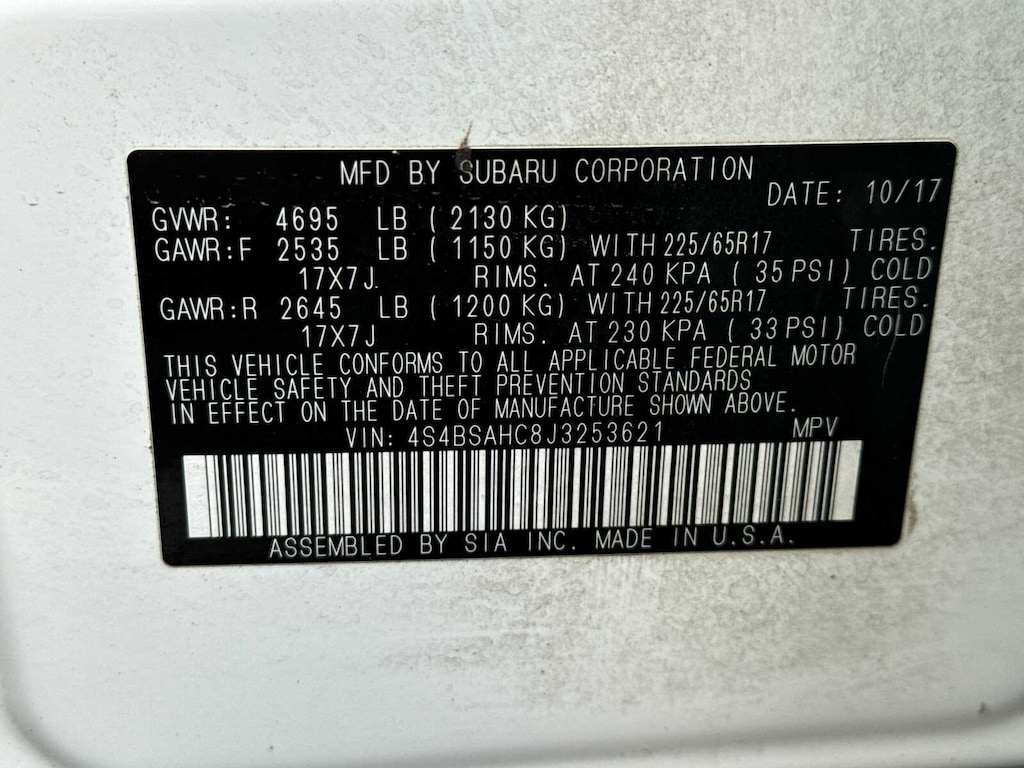 MFD BY SUBARU CORPORATION
DATE: 10/17
GVWR: 4695 LB (2130 KG)
GAWR:F 2535 LB (1150 KG) WITH 225/65R17 TIRES.
17X7J RIMS. AT 240 KPA (35 PSI) COLD
GAWR:R 2645 LB (1200 KG) WITH 225/65R17 TIRES.
17X7J RIMS. AT 230 KPA (33 PSI) COLD
THIS VEHICLE CONFORMS TO ALL APPLICABLE FEDERAL MOTOR
VEHICLE SAFETY AND THEFT PREVENTION STANDARDS
IN EFFECT ON THE DATE OF MANUFACTURE SHOWN ABOVE.
VIN: 4S4BSAHC8J3253621 MPV
ASSEMBLED BY SIA INC. MADE IN U.S.A.